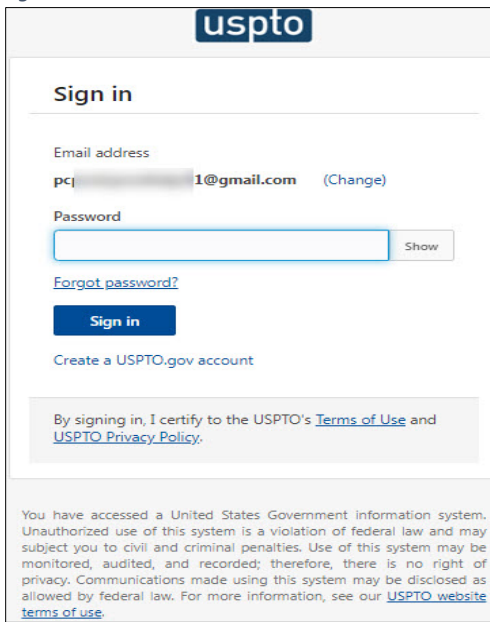 uspto
Sign in
Email address
pc 1@gmail.com (Change)
Password
Show
Forgot password?
Sign in
Create a USPTO.gov account
By signing in, I certify to the USPTO's Terms of Use and
USPTO Privacy Policy.
You have accessed a United States Government information system.
Unauthorized use of this system is a violation of federal law and may
subject you to civil and criminal penalties. Use of this system may be
monitored, audited, and recorded; therefore, there is no right of
privacy. Communications made using this system may be disclosed as
allowed by federal law. For more information, see our USPTO website
terms of use.